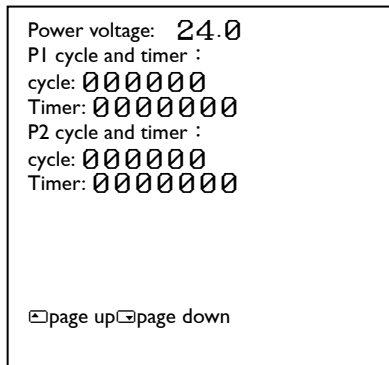 Power voltage: 24.0
P1 cycle and timer：
cycle: 000000
Timer: 0000000
P2 cycle and timer：
cycle: 000000
Timer: 0000000
page up page down